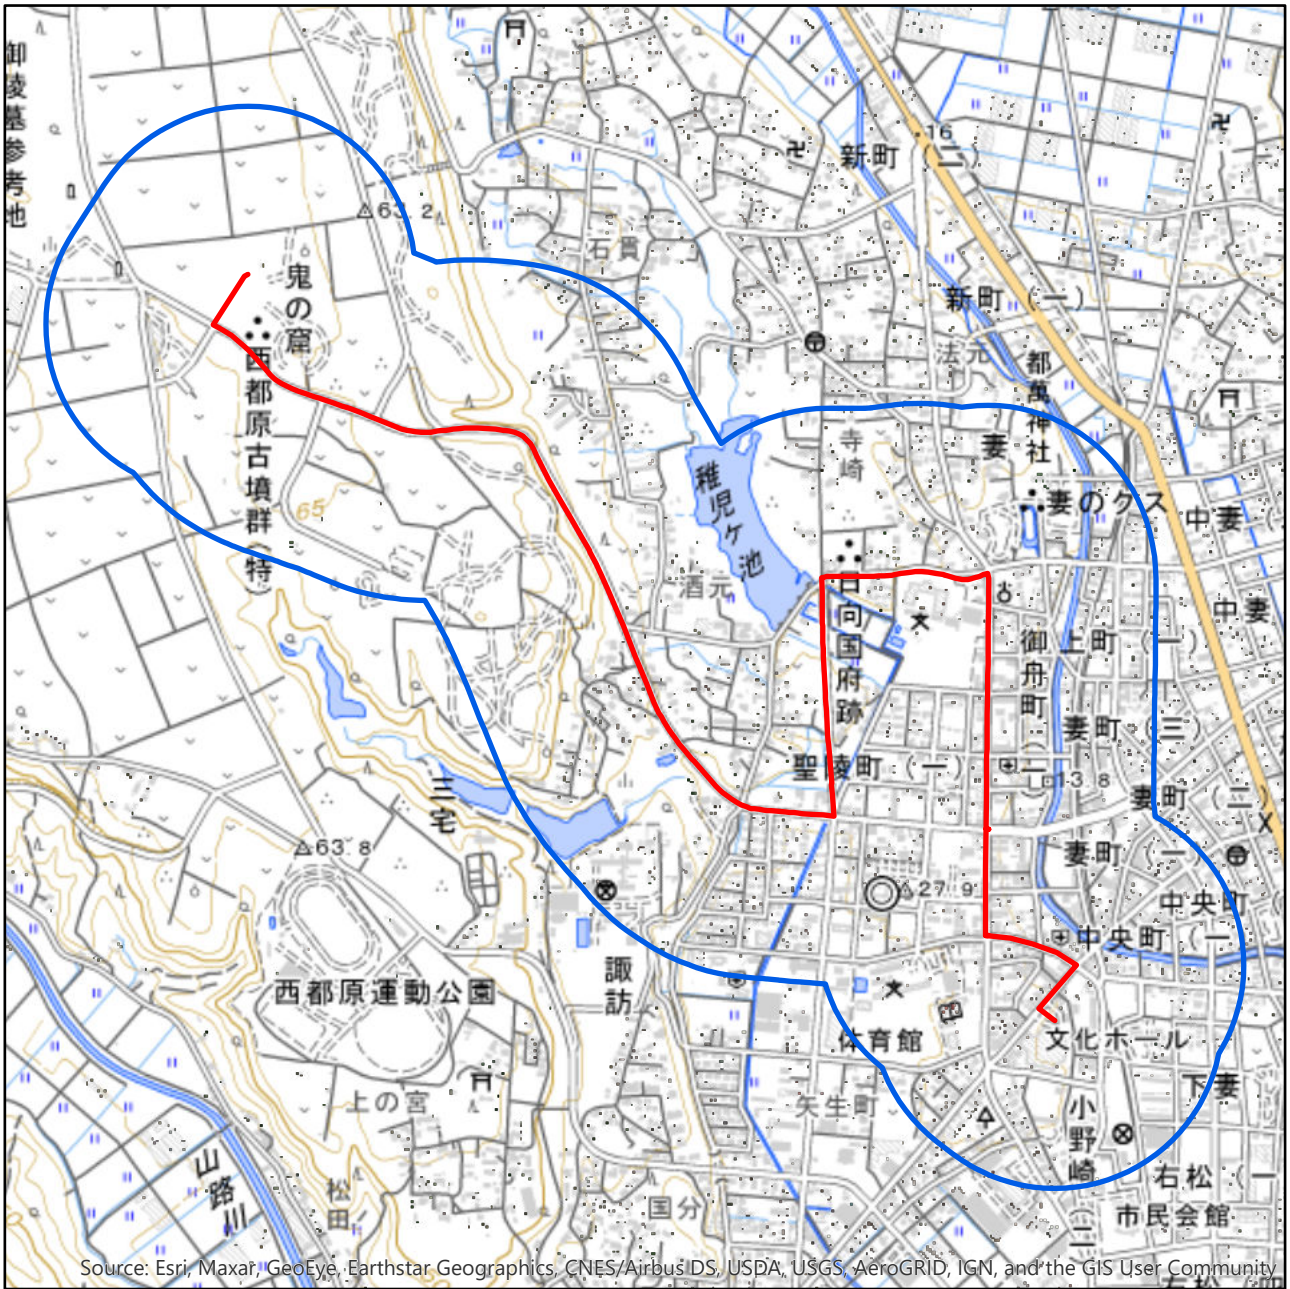 御陵墓参考地
16
新町 (二)
63.2
石貫
鬼の窟
新町 (一)
法元
都萬神社
西都原古墳群(特)
寺崎
妻
稚児ケ池
65
妻のクス
中妻
酒元
日向国府跡
中妻
御舟町(二)
上町 (一)
妻町 (三)
聖陵町 (一)
13.8
三宅
妻町 (二)
63.8
妻町 (一)
27.9
中央町
中央町 (一
諏訪
西都原運動公園
体育館
文化ホール
下妻
上の宮
矢生町
小野崎(二
山路川
松田
国分
右松 (一
市民会館
右松 (四
Source: Esri, Maxar, GeoEye, Earthstar Geographics, CNES/Airbus DS, USDA, USGS, AeroGRID, IGN, and the GIS User Community